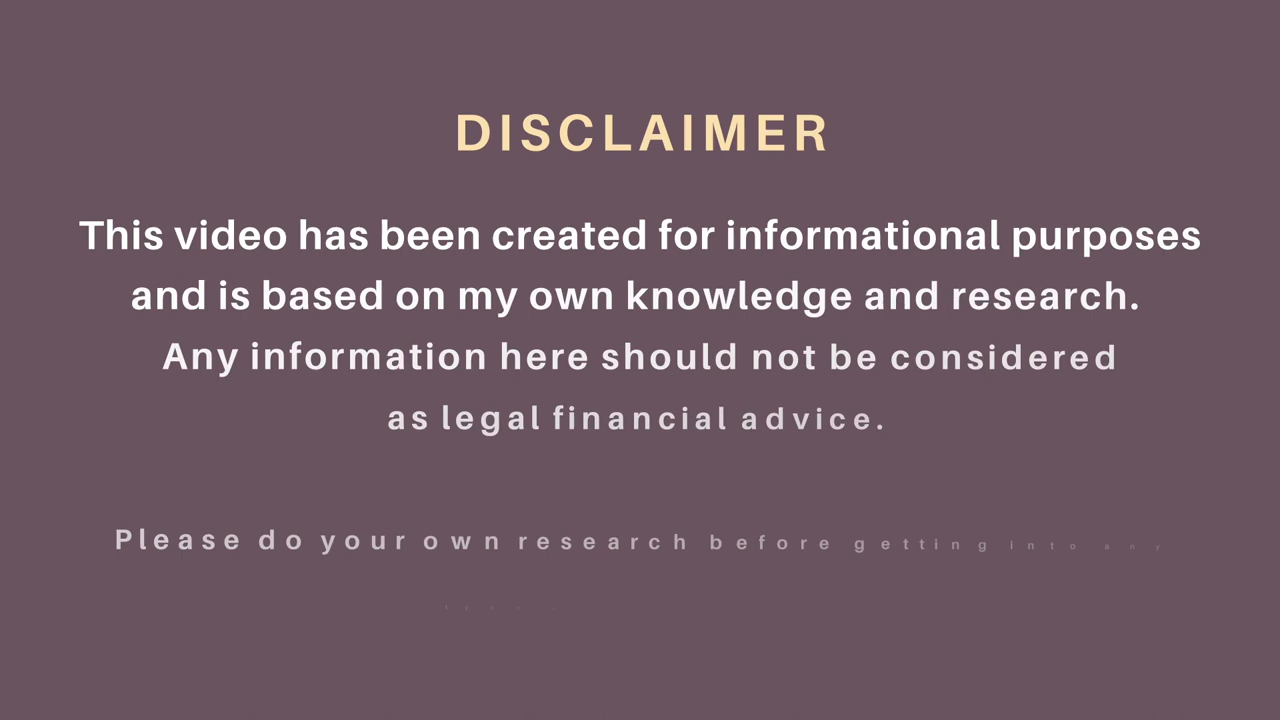 DISCLAIMER
This video has been created for informational purposes
and is based on my own knowledge and research.
Any information here should not be considered
as legal financial advice.
Please do your own research before getting into any